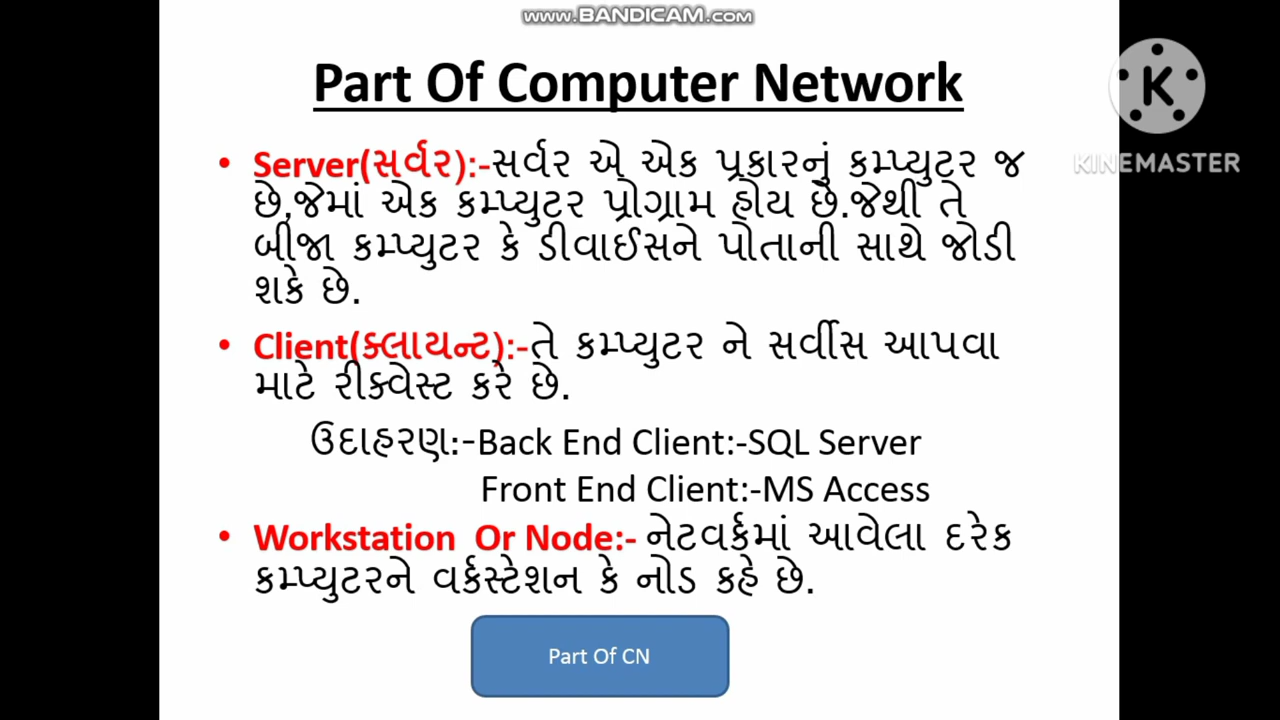 www.BANDICAM.com
Part Of Computer Network
K
KINEMASTER
• Server(સર્વર):-સર્વર એ એક પ્રકારનું કમ્પ્યુટર જ
છે,જેમાં એક કમ્પ્યુટર પ્રોગ્રામ હોય છે.જેથી તે
બીજા કમ્પ્યુટર કે ડીવાઈસને પોતાની સાથે જોડી
શકે છે.
• Client(ક્લાયન્ટ):-તે કમ્પ્યુટર ને સર્વીસ આપવા
માટે રીક્વેસ્ટ કરે છે.
ઉદાહરણ:-Back End Client:-SQL Server
Front End Client:-MS Access
• Workstation Or Node:- નેટવર્કમાં આવેલા દરેક
કમ્પ્યુટરને વર્કસ્ટેશન કે નોડ કહે છે.
Part Of CN